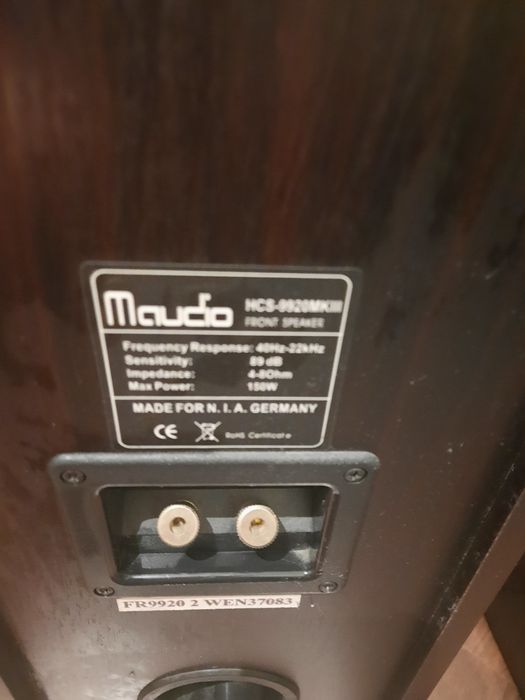 Maudio
HCS-9920MKIII
FRONT SPEAKER
Frequency Response: 40Hz-22kHz
Sensitivity: 89 dB
Impedance: 4-8Ohm
Max Power: 150W
MADE FOR N. I. A. GERMANY
CE
RoHS Certificate
FR9920 2 WEN37083